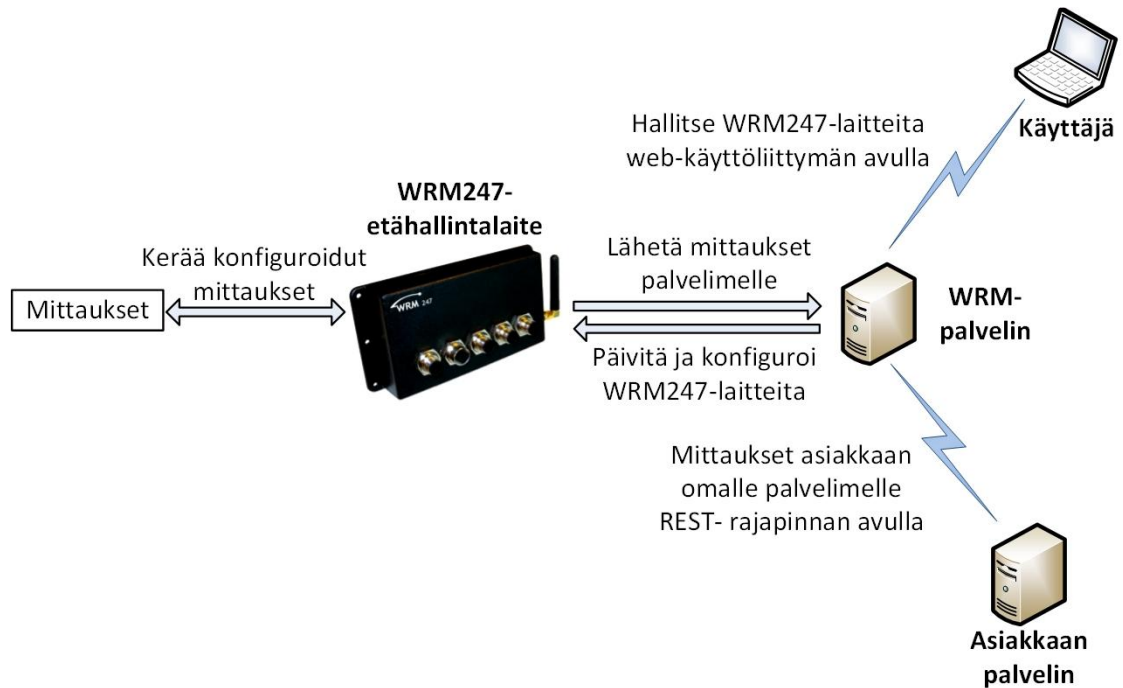 Hallitse WRM247-laitteita
web-käyttöliittymän avulla
Käyttäjä
WRM247-
etähallintalaite
Kerää konfiguroidut
mittaukset
Mittaukset
WRM 247
Lähetä mittaukset
palvelimelle
Päivitä ja konfiguroi
WRM247-laitteita
WRM-
palvelin
Mittaukset asiakkaan
omalle palvelimelle
REST- rajapinnan avulla
Asiakkaan
palvelin